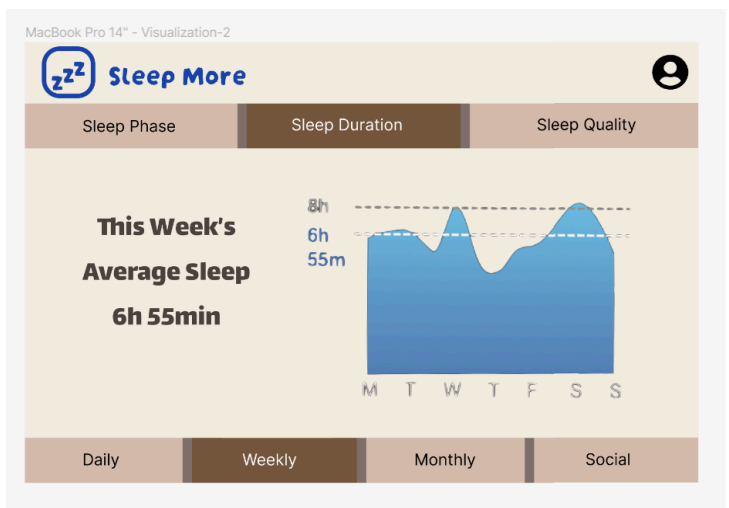 MacBook Pro 14" - Visualization-2
zzz Sleep More
Sleep Phase Sleep Duration Sleep Quality
This Week's
Average Sleep
6h 55min
8h
6h
55m
M T W T F S S
Daily Weekly Monthly Social